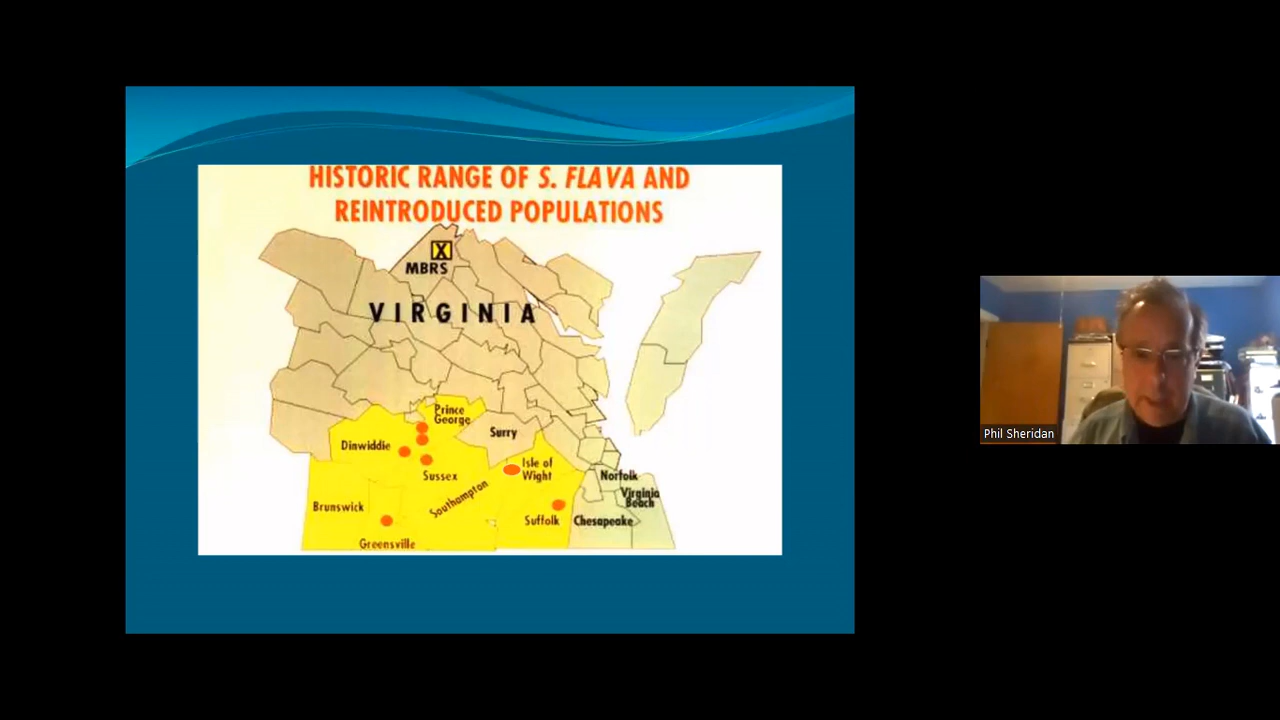 HISTORIC RANGE OF S. FLAVA AND
REINTRODUCED POPULATIONS
X
MBRS
VIRGINIA
Prince
George
Surry
Dinwiddie
Isle of
Wight
Sussex
Norfolk
Southampton
Virginia
Beach
Brunswick
Suffolk
Chesapeake
Greensville
Phil Sheridan